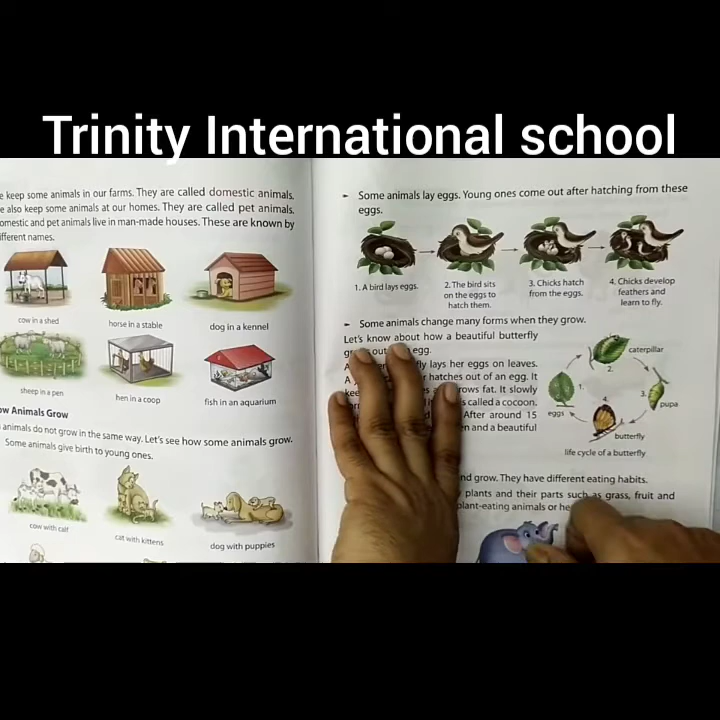 Trinity International school
e keep some animals in our farms. They are called domestic animals.
e also keep some animals at our homes. They are called pet animals.
omestic and pet animals live in man-made houses. These are known by
ifferent names.
cow in a shed
horse in a stable
dog in a kennel
sheep in a pen
hen in a coop
fish in an aquarium
ow Animals Grow
animals do not grow in the same way. Let's see how some animals grow.
Some animals give birth to young ones.
cow with calf
cat with kittens
dog with puppies
Some animals lay eggs. Young ones come out after hatching from these
eggs.
1. A bird lays eggs.
2. The bird sits
on the eggs to
hatch them.
3. Chicks hatch
from the eggs.
4. Chicks develop
feathers and
learn to fly.
Some animals change many forms when they grow.
Let's know about how a beautiful butterfly
out egg.
fly lays her eggs on leaves.
A hatches out of an egg. It
grows fat. It slowly
is called a cocoon.
After around 15
and a beautiful
caterpillar
2.
1.
3.
4.
eggs
pupa
butterfly
life cycle of a butterfly
nd grow. They have different eating habits.
plants and their parts such as grass, fruit and
plant-eating animals or he